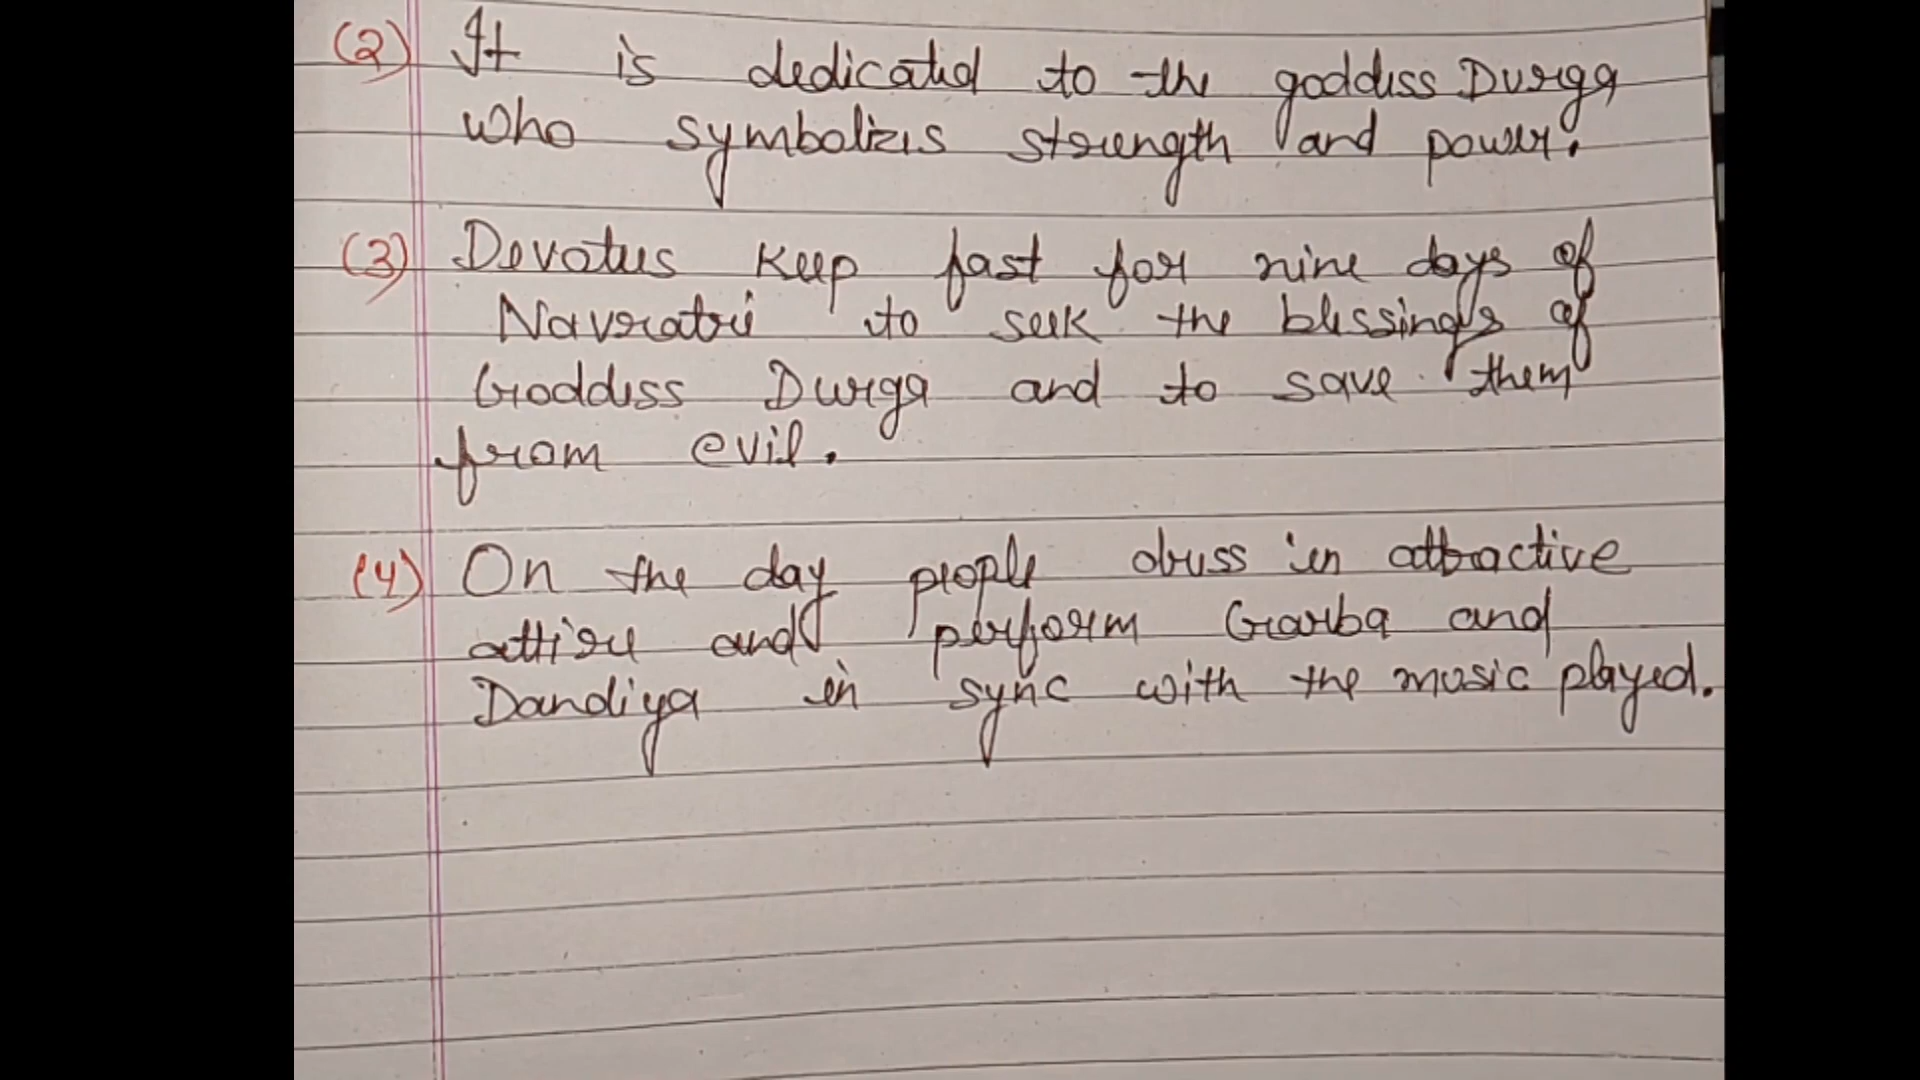 (2) It is dedicated to the goddess Durga
who symbolizes strength and power.
(3) Devotees keep fast for nine days of
Navratri to seek the blessings of
Goddess Durga and to save them
from evil.
(4) On the day people dress in attractive
attire and perform Garba and
Dandiya in sync with the music played.